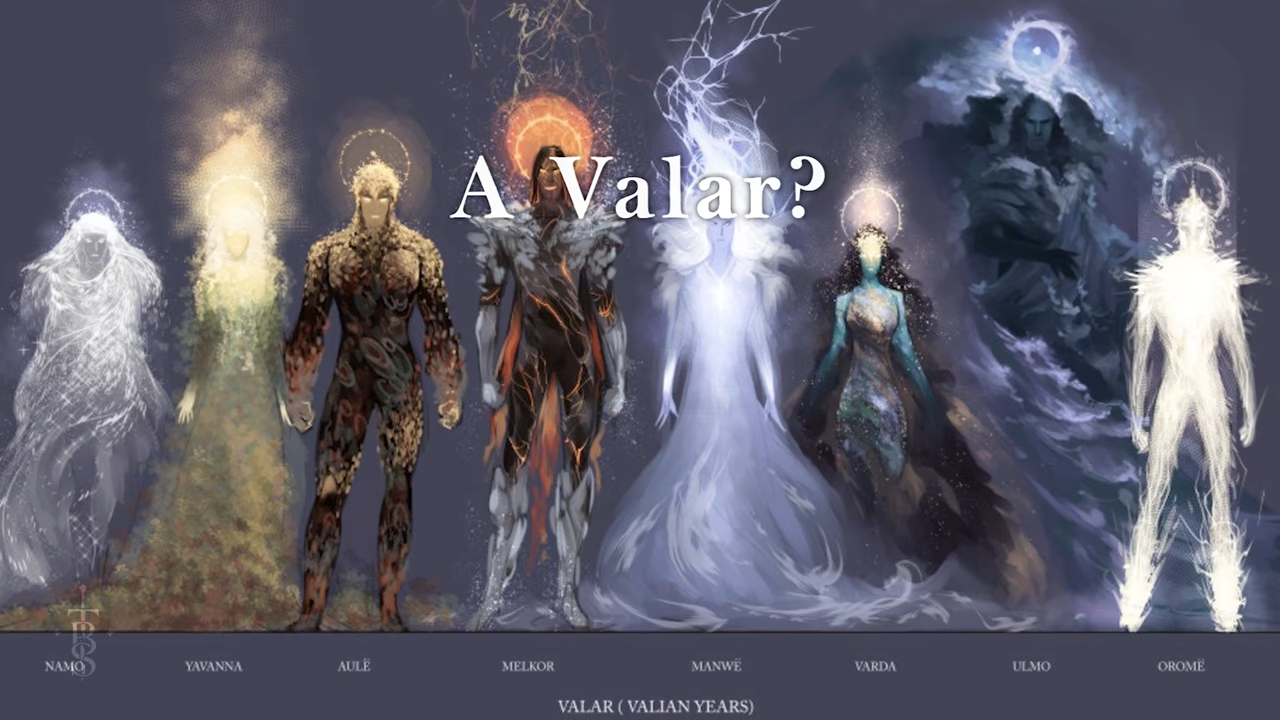 A Valar?
NAMO YAVANNA AULË MELKOR MANWË VARDA ULMO OROMË
VALAR ( VALIAN YEARS)